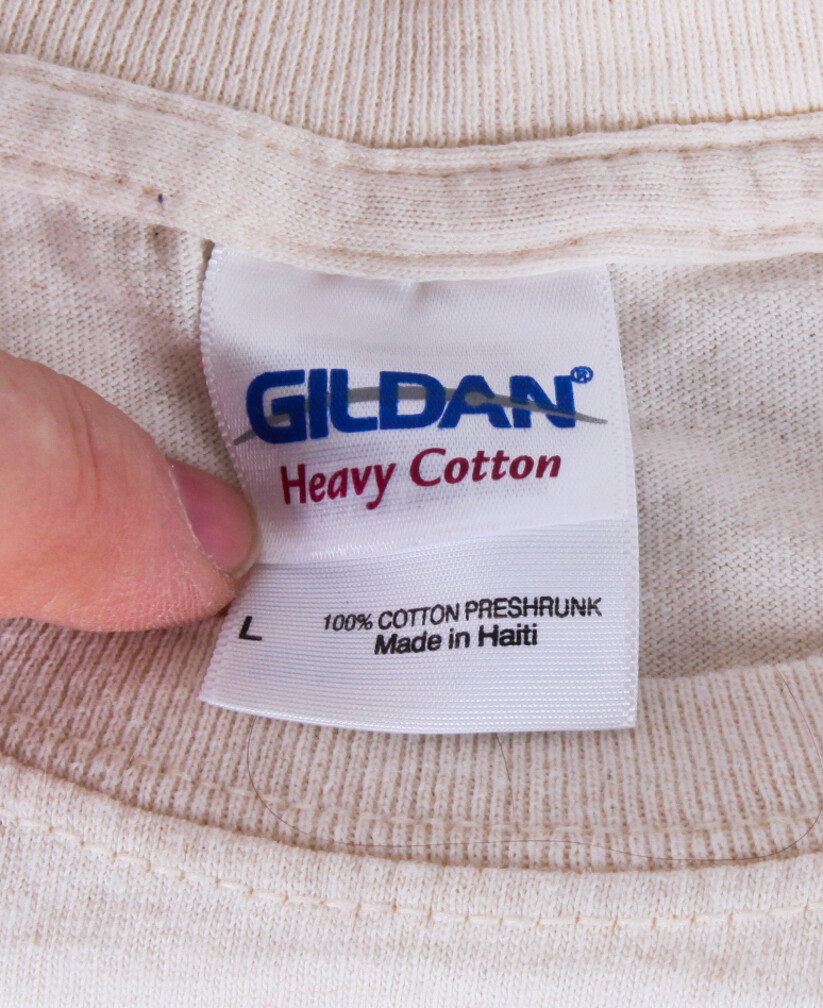 GILDAN®
Heavy Cotton
L 100% COTTON PRESHRUNK
Made in Haiti